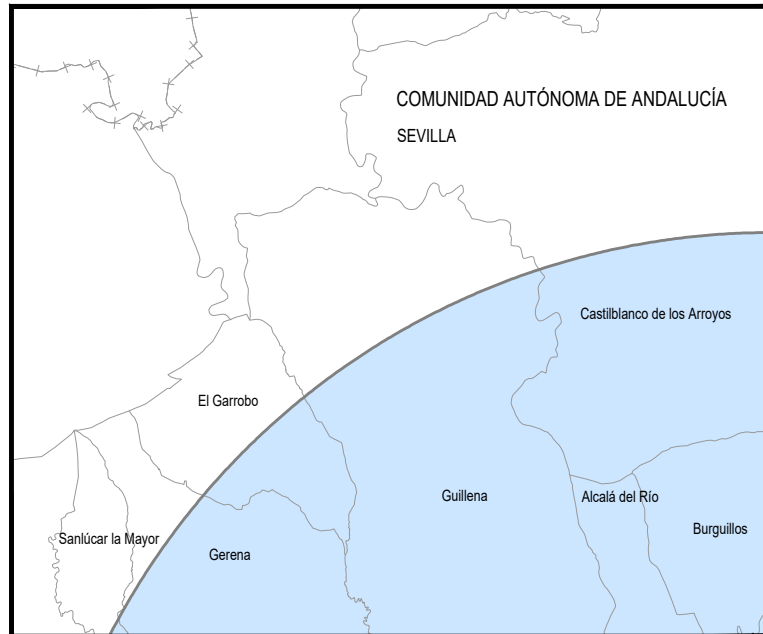 COMUNIDAD AUTÓNOMA DE ANDALUCÍA
SEVILLA
Castilblanco de los Arroyos
El Garrobo
Guillena
Alcalá del Río
Burguillos
Sanlúcar la Mayor
Gerena